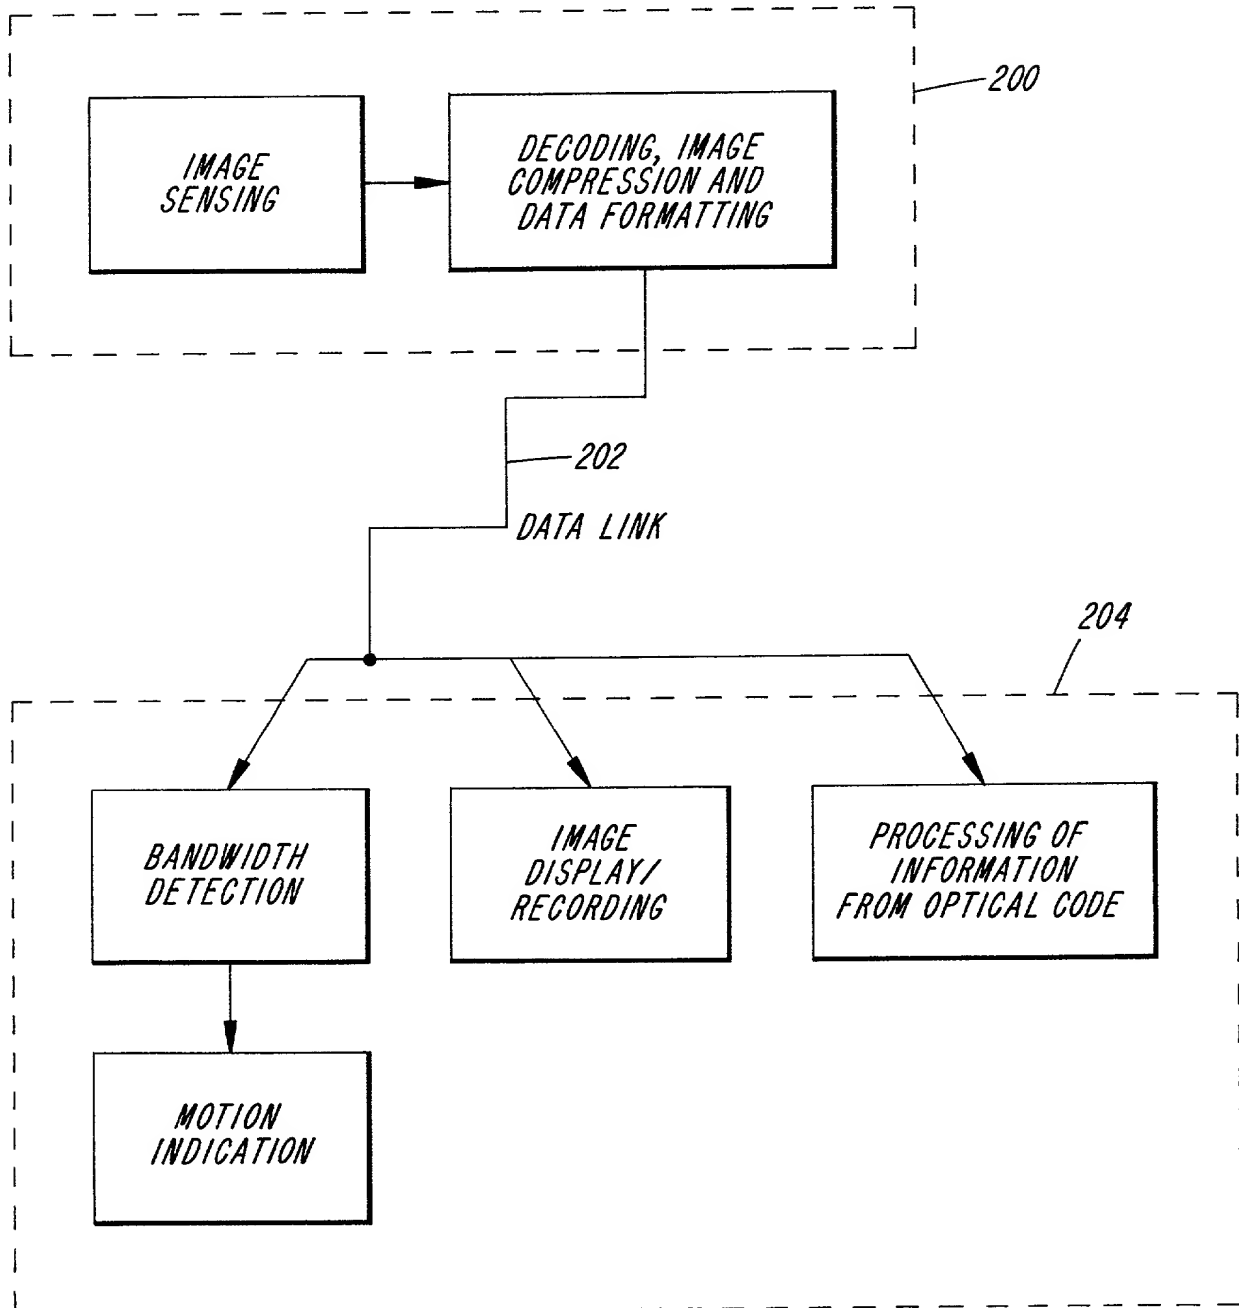 200
IMAGE
SENSING
DECODING, IMAGE
COMPRESSION AND
DATA FORMATTING
202
DATA LINK
204
BANDWIDTH
DETECTION
IMAGE
DISPLAY/
RECORDING
PROCESSING OF
INFORMATION
FROM OPTICAL CODE
MOTION
INDICATION